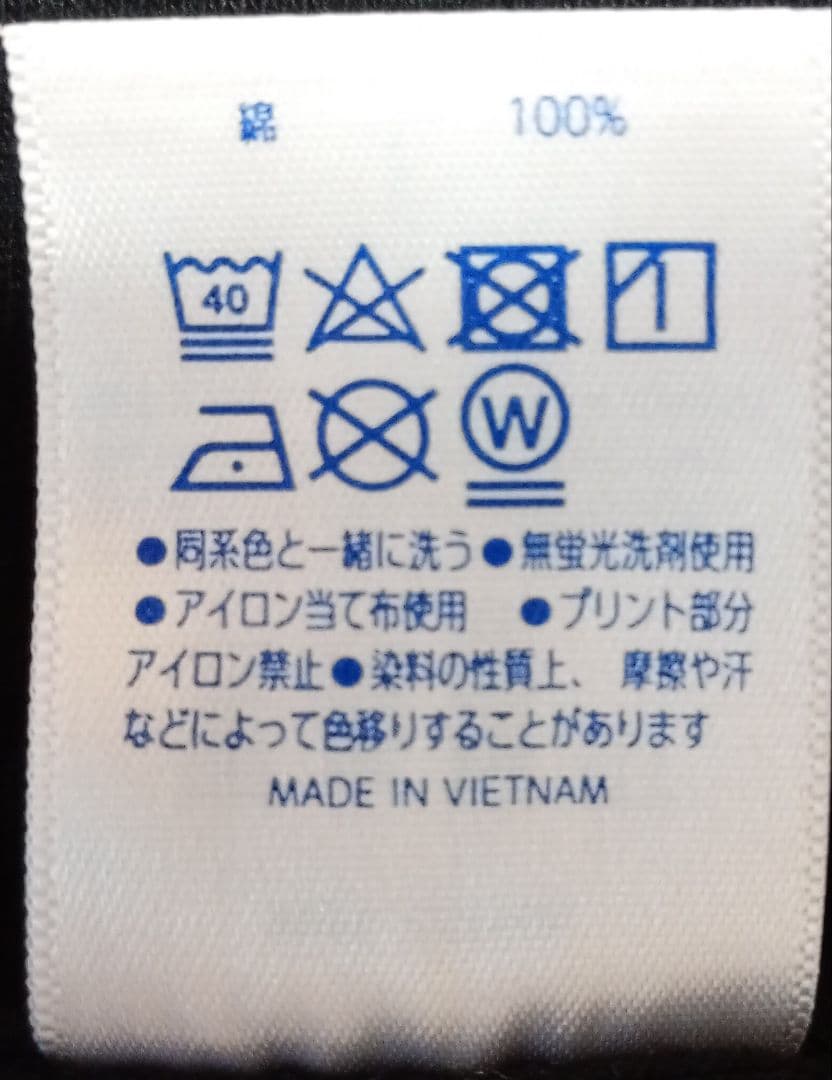 綿 100%
40
W
●同系色と一緒に洗う●無蛍光洗剤使用
●アイロン当て布使用 ●プリント部分
アイロン禁止●染料の性質上、摩擦や汗
などによって色移りすることがあります
MADE IN VIETNAM